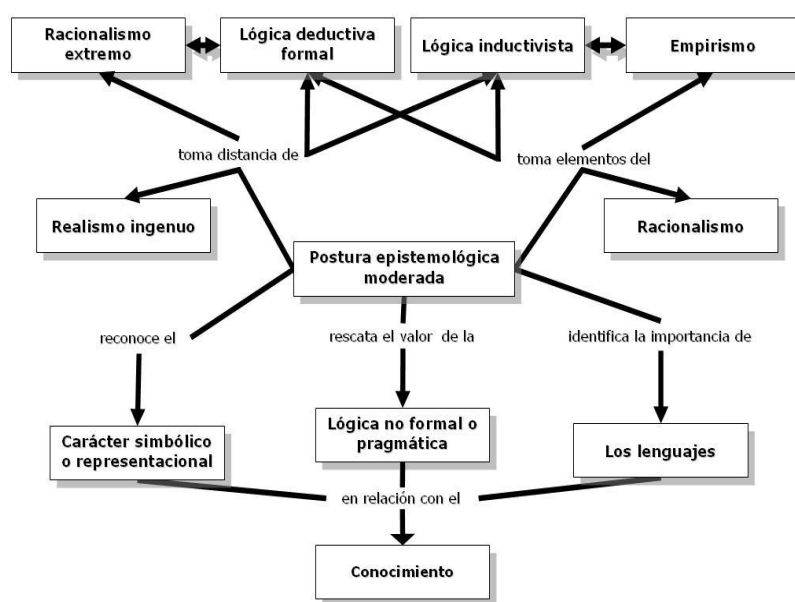 Racionalismo
extremo
Lógica deductiva
formal
Lógica inductivista
Empirismo
toma distancia de
toma elementos del
Realismo ingenuo
Racionalismo
Postura epistemológica
moderada
reconoce el
rescata el valor de la
identifica la importancia de
Carácter simbólico
o representacional
Lógica no formal o
pragmática
Los lenguajes
en relación con el
Conocimiento